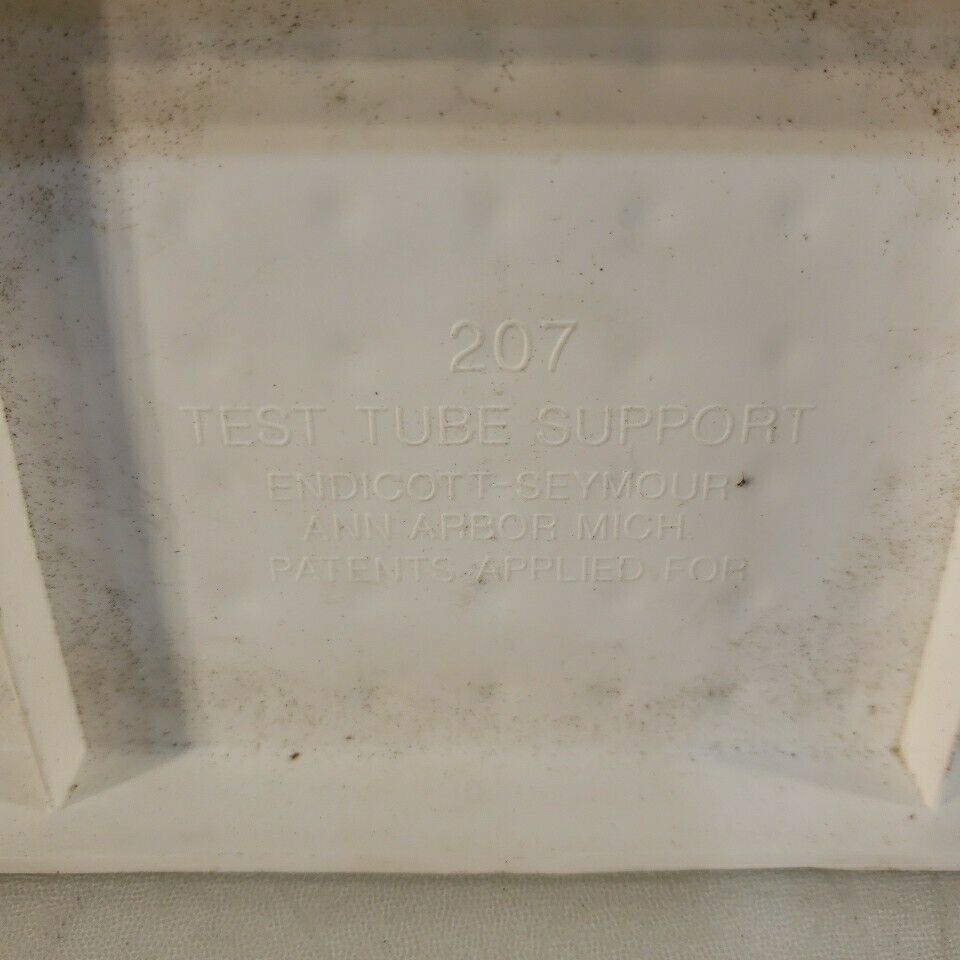 207
TEST TUBE SUPPORT
ENDICOTT-SEYMOUR
ANN ARBOR MICH.
PATENTS APPLIED FOR